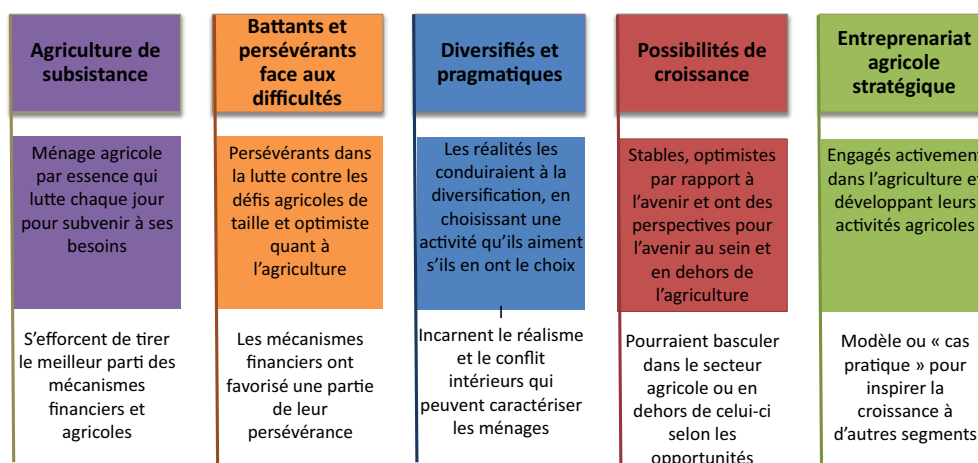 Agriculture de
subsistance
Ménage agricole
par essence qui
lutte chaque jour
pour subvenir à ses
besoins
S’efforcent de tirer
le meilleur parti des
mécanismes
financiers et
agricoles
Battants et
persévérants
face aux
difficultés
Persévérants dans
la lutte contre les
défis agricoles de
taille et optimiste
quant à
l’agriculture
Les mécanismes
financiers ont
favorisé une partie
de leur
persévérance
Diversifiés et
pragmatiques
Les réalités les
conduiraient à la
diversification, en
choisissant une
activité qu’ils aiment
s’ils en ont le choix
Incarnent le réalisme
et le conflit
intérieurs qui
peuvent caractériser
les ménages
Possibilités de
croissance
Stables, optimistes
par rapport à
l’avenir et ont des
perspectives pour
l’avenir au sein et
en dehors de
l’agriculture
Pourraient basculer
dans le secteur
agricole ou en
dehors de celui-ci
selon les
opportunités
Entreprenariat
agricole
stratégique
Engagés activement
dans l’agriculture et
développant leurs
activités agricoles
Modèle ou « cas
pratique » pour
inspirer la
croissance à
d’autres segments